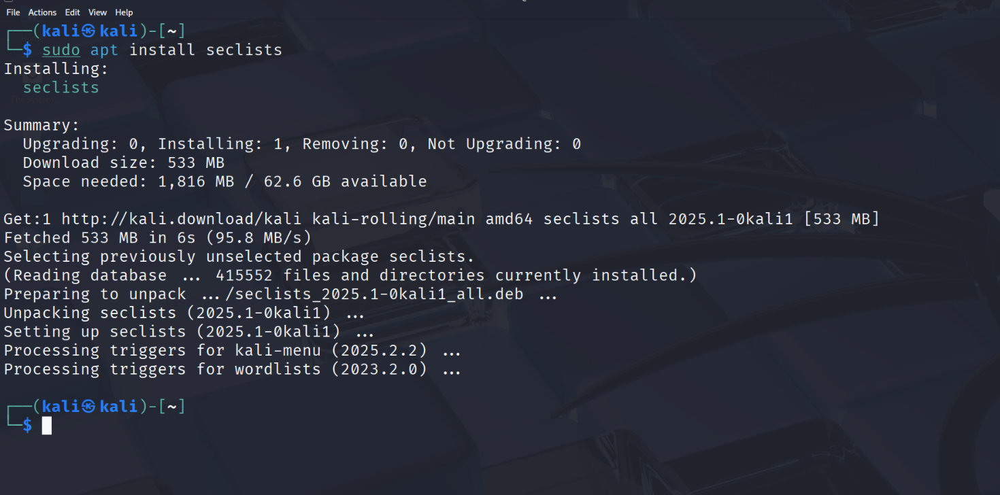 File Actions Edit View Help
┌──(kali㉿kali)-[~]
└─$ sudo apt install seclists
Installing:
  seclists

Summary:
  Upgrading: 0, Installing: 1, Removing: 0, Not Upgrading: 0
  Download size: 533 MB
  Space needed: 1,816 MB / 62.6 GB available

Get:1 http://kali.download/kali kali-rolling/main amd64 seclists all 2025.1-0kali1 [533 MB]
Fetched 533 MB in 6s (95.8 MB/s)
Selecting previously unselected package seclists.
(Reading database ... 415552 files and directories currently installed.)
Preparing to unpack .../seclists_2025.1-0kali1_all.deb ...
Unpacking seclists (2025.1-0kali1) ...
Setting up seclists (2025.1-0kali1) ...
Processing triggers for kali-menu (2025.2.2) ...
Processing triggers for wordlists (2023.2.0) ...

┌──(kali㉿kali)-[~]
└─$
File System